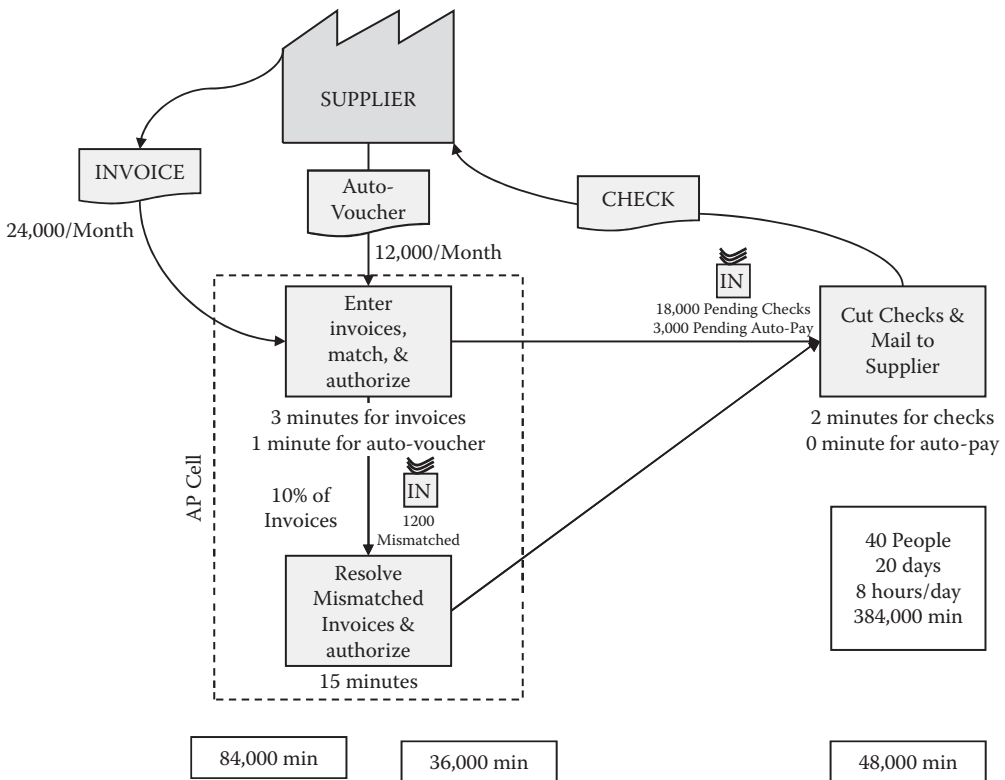 SUPPLIER
INVOICE
24,000/Month
Auto-
Voucher
12,000/Month
CHECK
IN
18,000 Pending Checks
3,000 Pending Auto-Pay
Enter
invoices,
match, &
authorize
Cut Checks &
Mail to
Supplier
3 minutes for invoices
1 minute for auto-voucher
2 minutes for checks
0 minute for auto-pay
AP Cell
10% of
Invoices
IN
1200
Mismatched
Resolve
Mismatched
Invoices &
authorize
15 minutes
40 People
20 days
8 hours/day
384,000 min
84,000 min
36,000 min
48,000 min